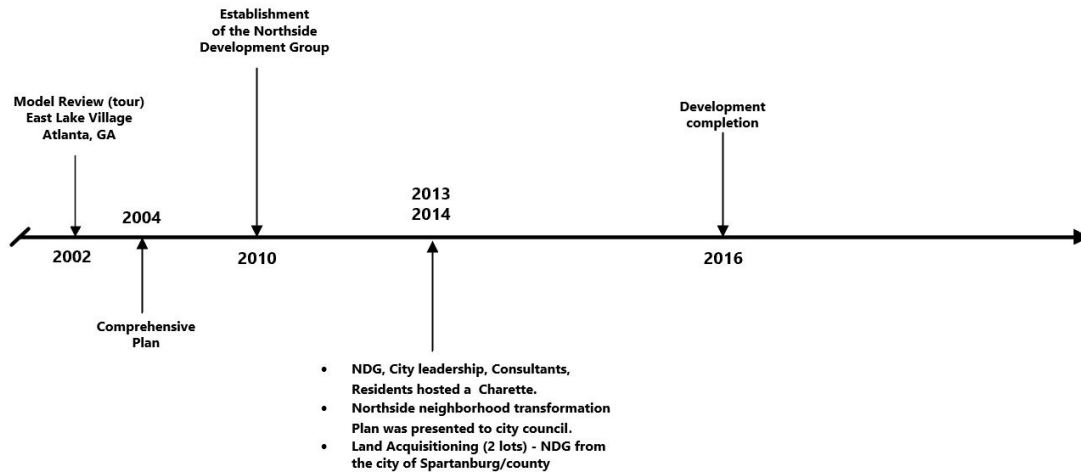 Establishment
of the Northside
Development Group
Model Review (tour)
East Lake Village
Atlanta, GA
Development
completion
2013
2014
2004
2002
2010
2016
Comprehensive
Plan
• NDG, City leadership, Consultants,
Residents hosted a Charette.
• Northside neighborhood transformation
Plan was presented to city council.
• Land Acquisitioning (2 lots) - NDG from
the city of Spartanburg/county